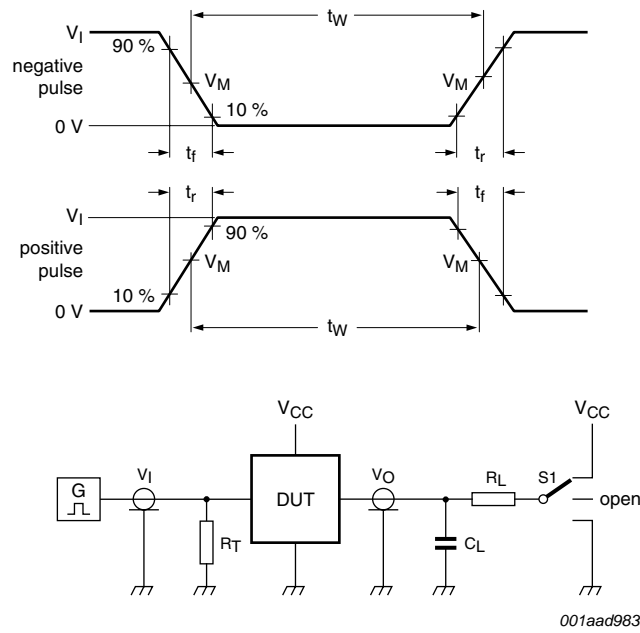 tW
VI
90 %
negative
pulse
VM
VM
10 %
0 V
tf
tr
tr
tf
VI
90 %
positive
pulse
VM
VM
10 %
0 V
tW
VCC
VCC
G
VI
DUT
VO
RL
S1
open
RT
CL
001aad983